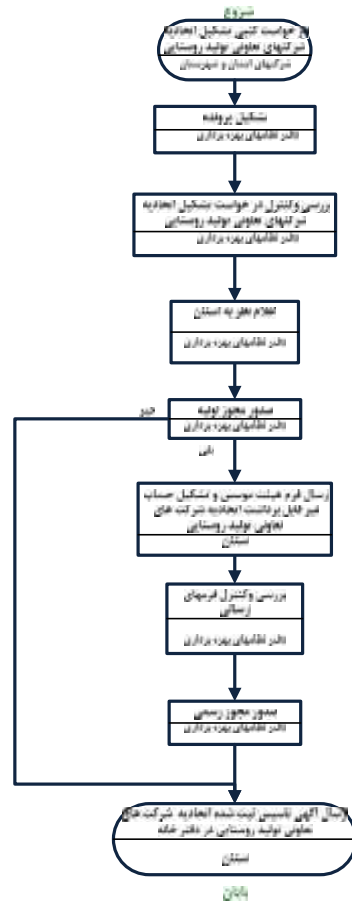 شروع
در خواست کتبی تشکیل اتحادیه
شرکتهای تعاونی تولید روستایی
شرکتهای استان و شهرستان
تشکیل پرونده
دفتر نظامهای بهره برداری
بررسی وکنترل در خواست تشکیل اتحادیه
شرکتهای تعاونی تولید روستایی
دفتر نظامهای بهره برداری
اعلام نظر به استان
دفتر نظامهای بهره برداری
خیر
صدور مجوز اولیه
دفتر نظامهای بهره برداری
بلی
ارسال فرم هیئت موسس و تشکیل حساب
غیر قابل برداشت اتحادیه شرکت های
تعاونی تولید روستایی
استان
بررسی وکنترل فرمهای
ارسالی
دفتر نظامهای بهره برداری
صدور مجوز رسمی
دفتر نظامهای بهره برداری
ارسال آگهی تاسیس ثبت شده اتحادیه شرکت های
تعاونی تولید روستایی در دفتر خانه
استان
پایان